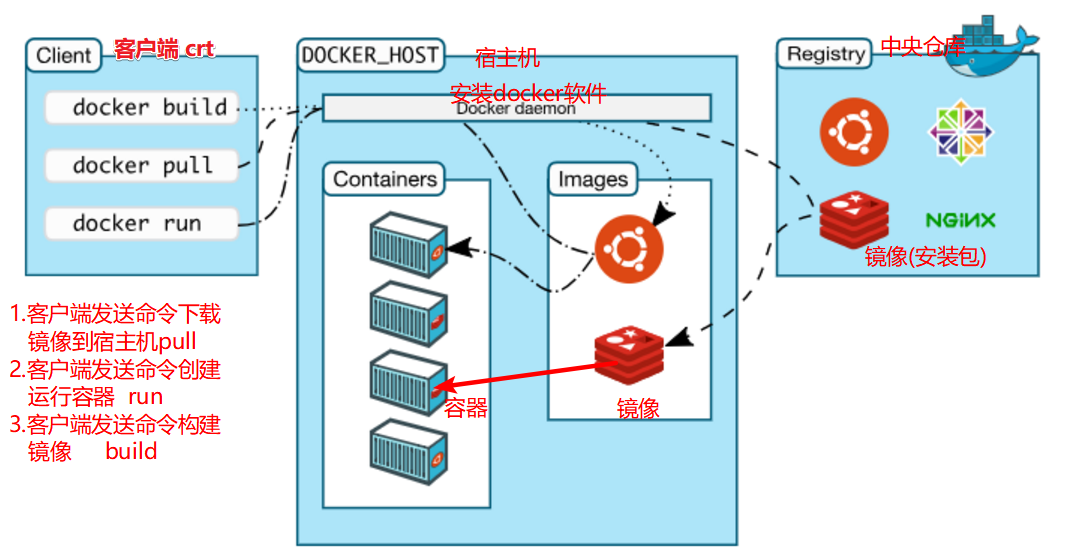 Client
客户端 crt
docker build
docker pull
docker run
1.客户端发送命令下载
镜像到宿主机pull
2.客户端发送命令创建
运行容器 run
3.客户端发送命令构建
镜像 build
DOCKER_HOST
宿主机
安装docker软件
Docker daemon
Containers
容器
Images
镜像
Registry
中央仓库
NGINX
镜像(安装包)